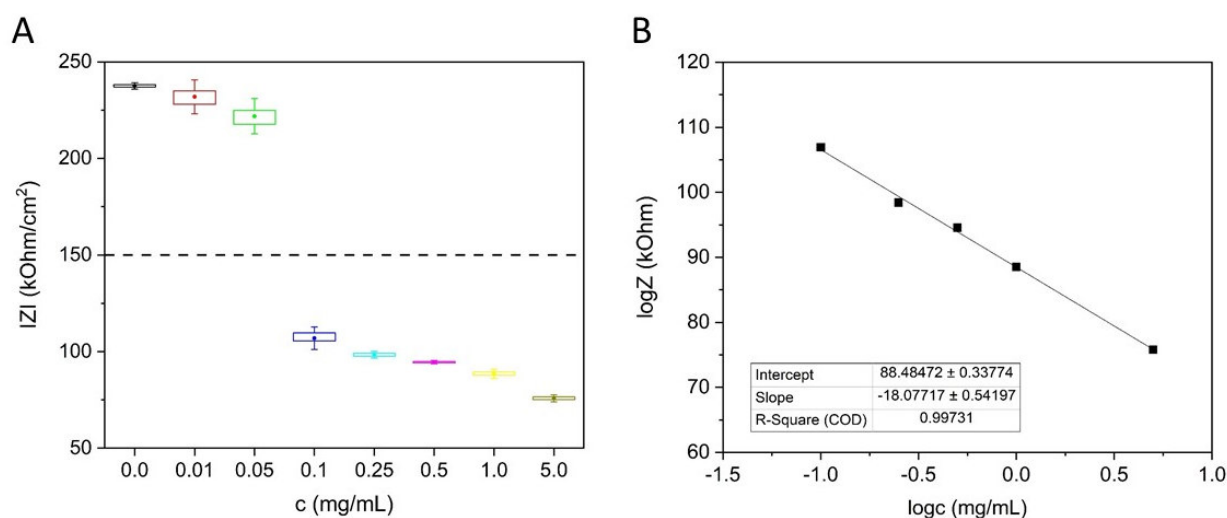 A
250
200
150
100
50
|Z| (kOhm/cm²)
0.0 0.01 0.05 0.1 0.25 0.5 1.0 5.0
c (mg/mL)
B
120
110
100
90
80
70
60
logZ (kOhm)
Intercept 88.48472 ± 0.33774
Slope -18.07717 ± 0.54197
R-Square (COD) 0.99731
-1.5 -1.0 -0.5 0.0 0.5 1.0
logc (mg/mL)